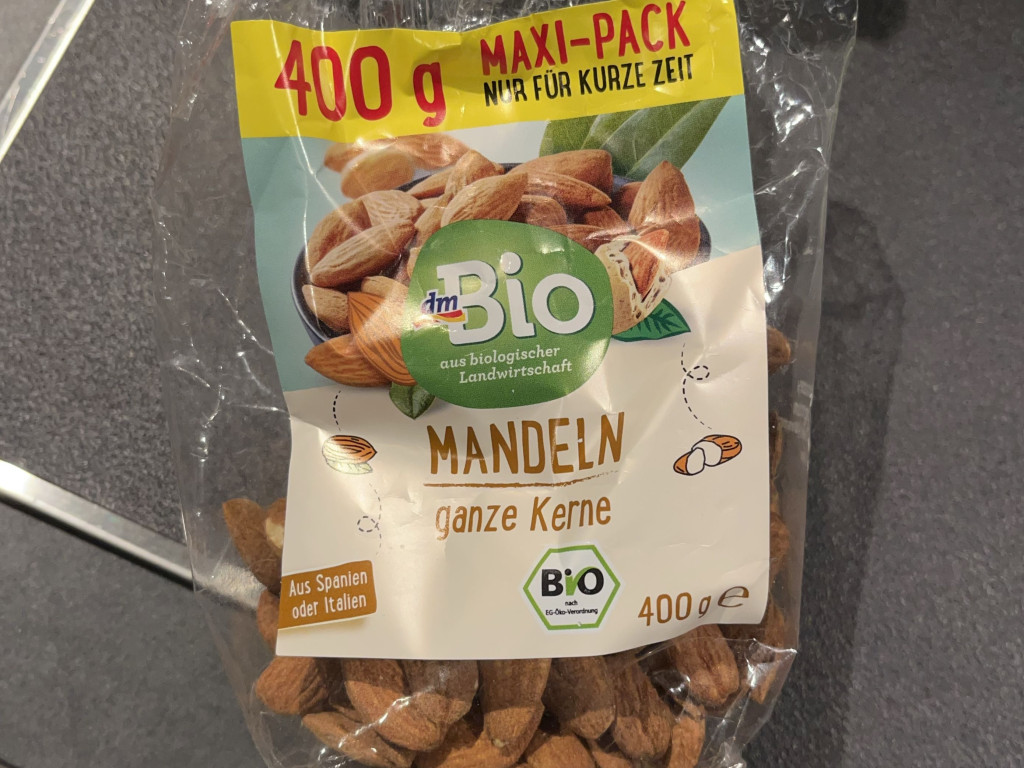 400 g
MAXI-PACK
NUR FÜR KURZE ZEIT
dm
Bio
aus biologischer
Landwirtschaft
MANDELN
ganze Kerne
Aus Spanien
oder Italien
BiO
nach
EG-Öko-Verordnung
400 g ℮